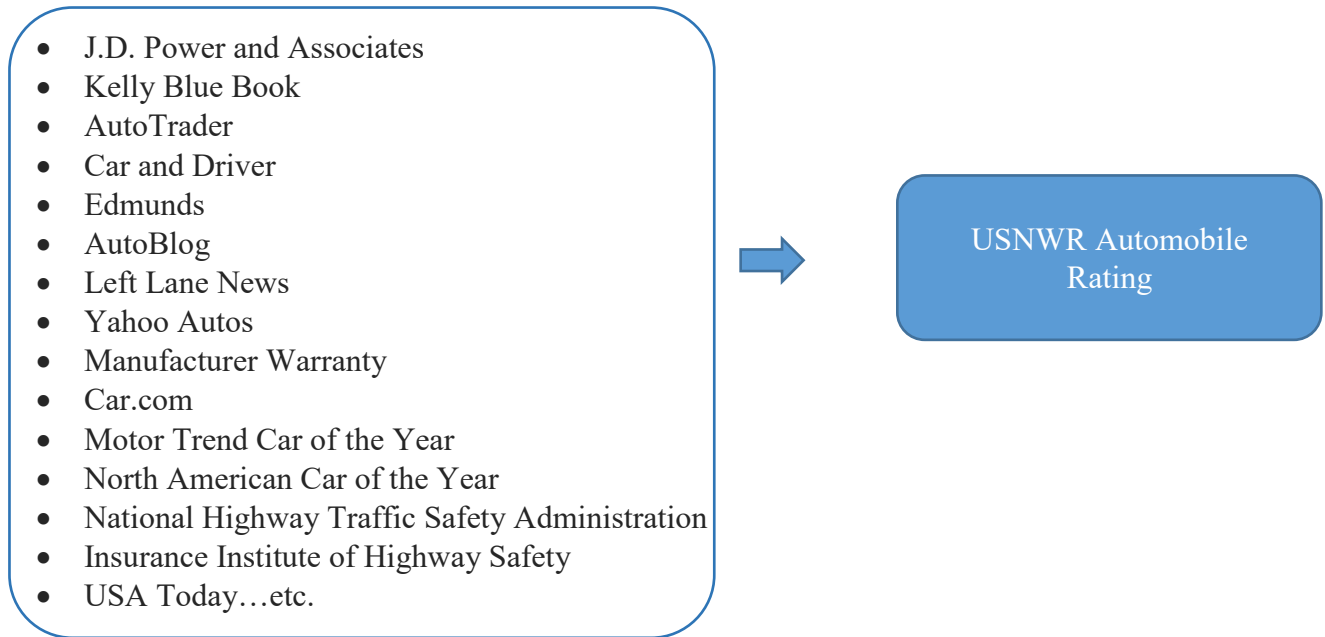 • J.D. Power and Associates
• Kelly Blue Book
• AutoTrader
• Car and Driver
• Edmunds
• AutoBlog
• Left Lane News
• Yahoo Autos
• Manufacturer Warranty
• Car.com
• Motor Trend Car of the Year
• North American Car of the Year
• National Highway Traffic Safety Administration
• Insurance Institute of Highway Safety
• USA Today…etc.
USNWR Automobile
Rating